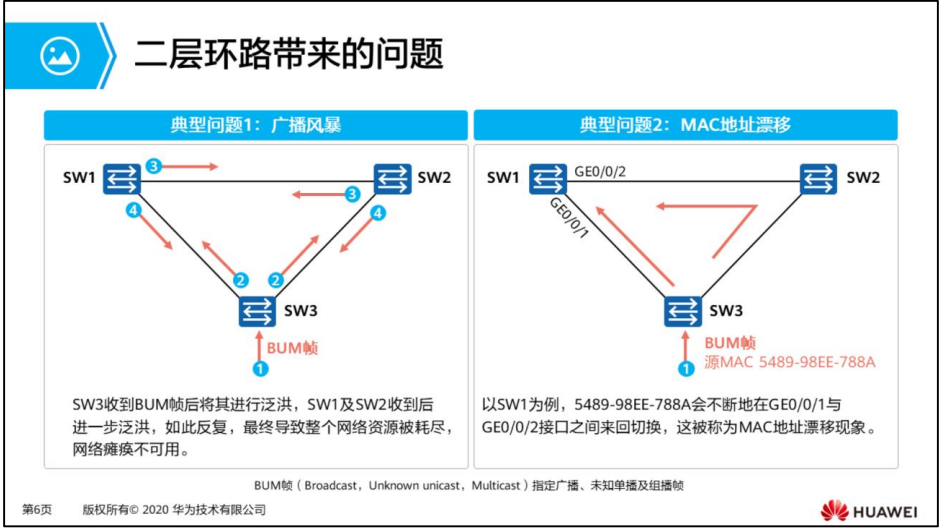 二层环路带来的问题
典型问题1：广播风暴
SW1
3
SW2
3
4
4
2
2
SW3
BUM帧
1
SW3收到BUM帧后将其进行泛洪，SW1及SW2收到后
进一步泛洪，如此反复，最终导致整个网络资源被耗尽，
网络瘫痪不可用。
典型问题2：MAC地址漂移
SW1
GE0/0/2
SW2
GE0/0/1
SW3
BUM帧
源MAC 5489-98EE-788A
1
以SW1为例，5489-98EE-788A会不断地在GE0/0/1与
GE0/0/2接口之间来回切换，这被称为MAC地址漂移现象。
BUM帧（Broadcast，Unknown unicast，Multicast）指定广播、未知单播及组播帧
第6页 版权所有© 2020 华为技术有限公司
HUAWEI